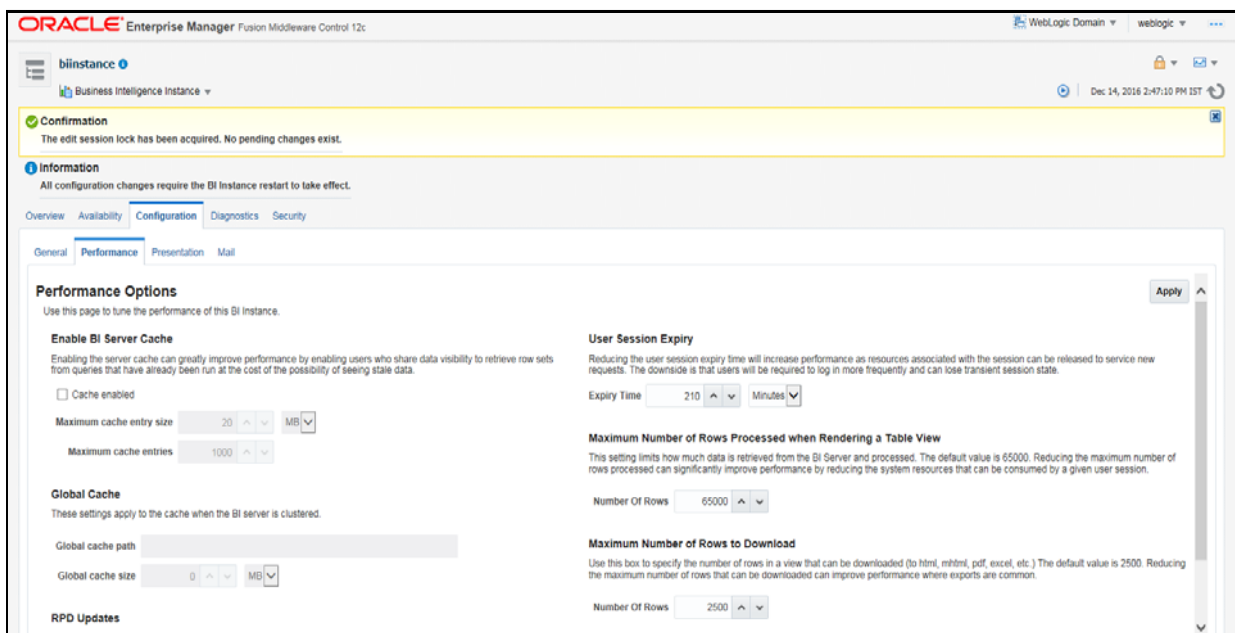 ORACLE Enterprise Manager Fusion Middleware Control 12c
WebLogic Domain
weblogic
biinstance
Business Intelligence Instance
Dec 14, 2016 2:47:10 PM IST
Confirmation
The edit session lock has been acquired. No pending changes exist.
Information
All configuration changes require the BI Instance restart to take effect.
Overview Availability Configuration Diagnostics Security
General Performance Presentation Mail
Performance Options
Apply
Use this page to tune the performance of this BI Instance.
Enable BI Server Cache
Enabling the server cache can greatly improve performance by enabling users who share data visibility to retrieve row sets
from queries that have already been run at the cost of the possibility of seeing stale data.
Cache enabled
Maximum cache entry size 20 MB
Maximum cache entries 1000
Global Cache
These settings apply to the cache when the BI server is clustered.
Global cache path
Global cache size 0 MB
RPD Updates
User Session Expiry
Reducing the user session expiry time will increase performance as resources associated with the session can be released to service new
requests. The downside is that users will be required to log in more frequently and can lose transient session state.
Expiry Time 210 Minutes
Maximum Number of Rows Processed when Rendering a Table View
This setting limits how much data is retrieved from the BI Server and processed. The default value is 65000. Reducing the maximum number of
rows processed can significantly improve performance by reducing the system resources that can be consumed by a given user session.
Number Of Rows 65000
Maximum Number of Rows to Download
Use this box to specify the number of rows in a view that can be downloaded (to html, mhtml, pdf, excel, etc.) The default value is 2500. Reducing
the maximum number of rows that can be downloaded can improve performance where exports are common.
Number Of Rows 2500